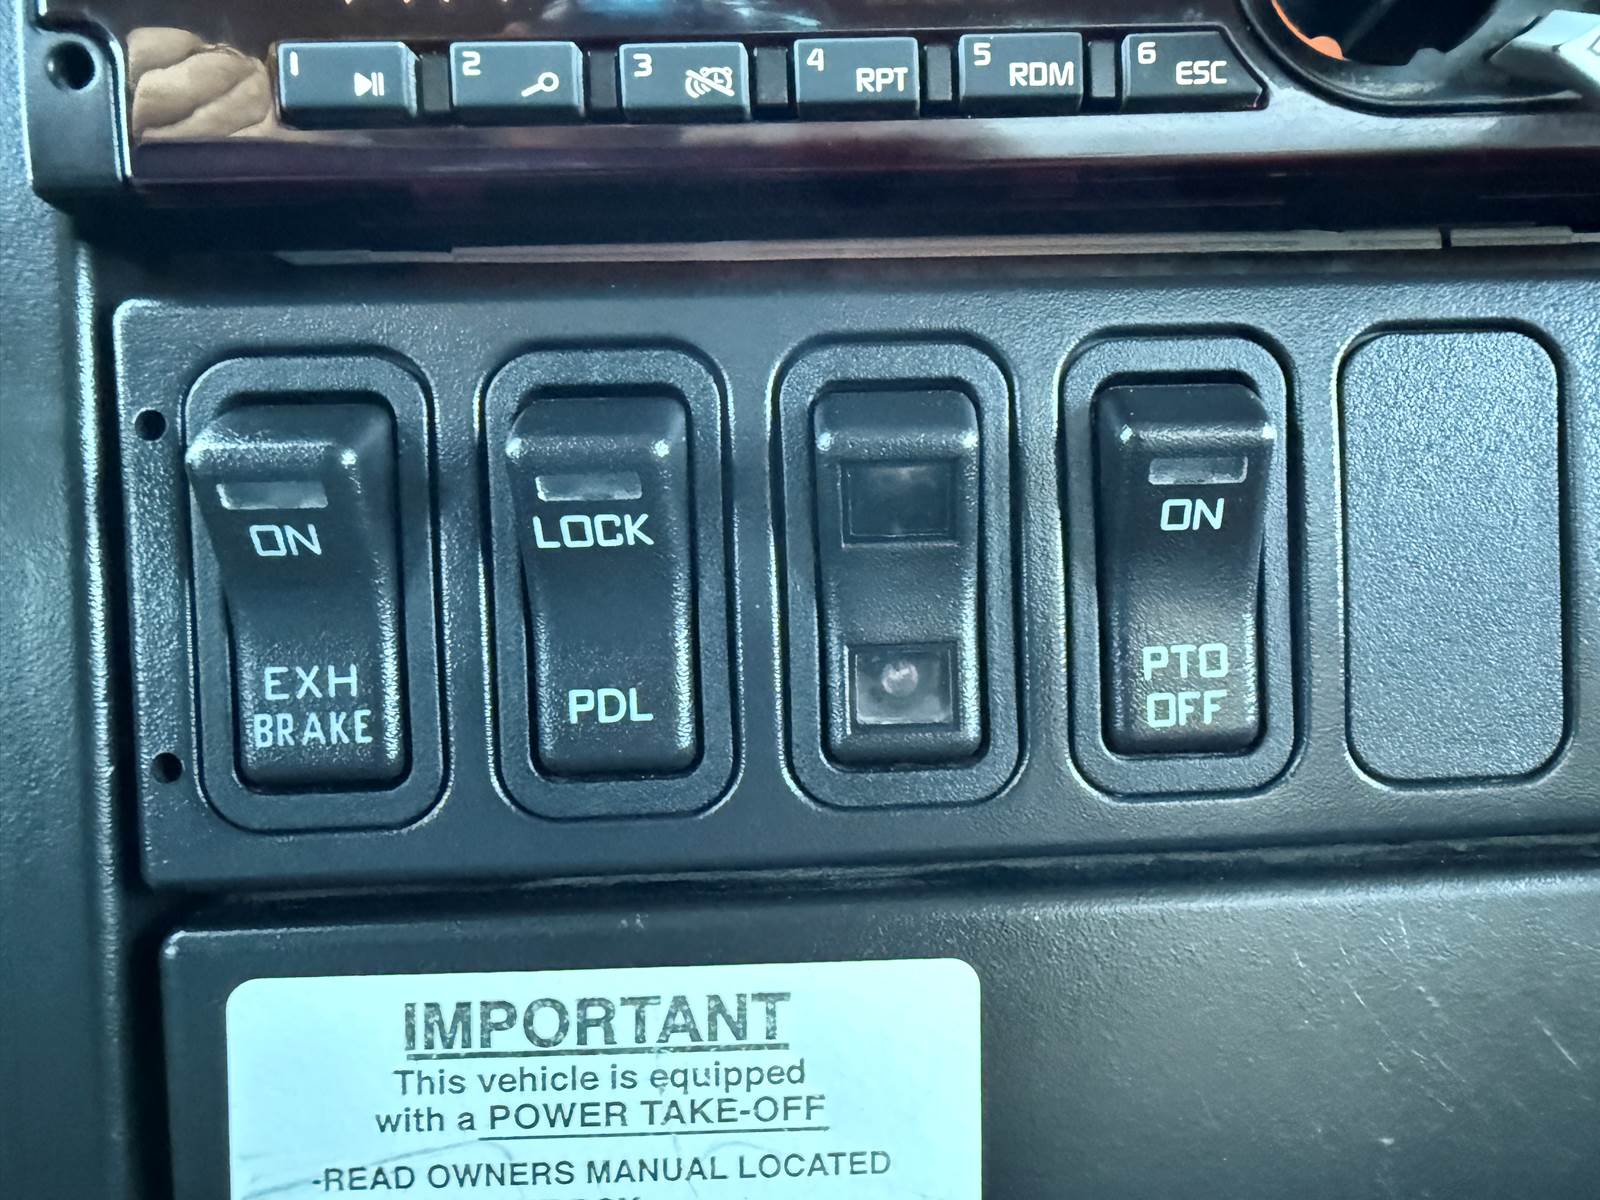 1 2 3 4 RPT 5 RDM 6 ESC
ON
LOCK
ON
EXH
BRAKE
PDL
PTO
OFF
IMPORTANT
This vehicle is equipped
with a POWER TAKE-OFF
-READ OWNERS MANUAL LOCATED